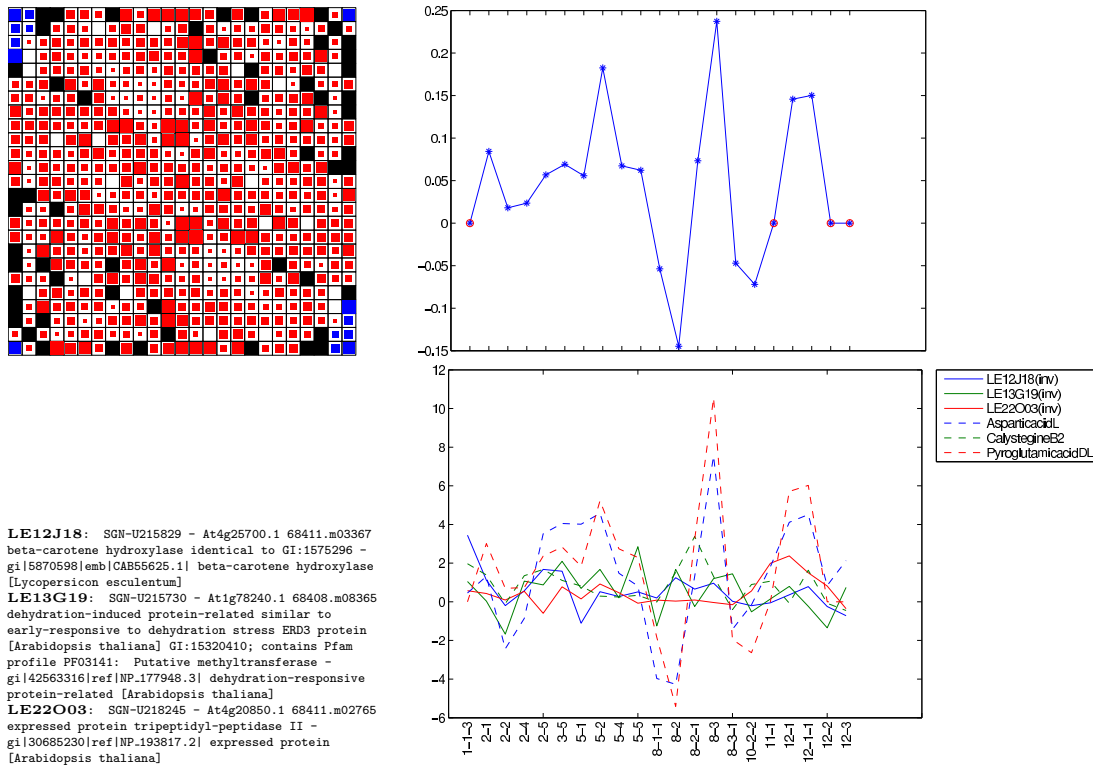 0.25
0.20
0.15
0.10
0.05
0
−0.05
−0.1
−0.15
12
10
8
6
4
2
0
−2
−4
−6
1−1−3
2−1
2−2
2−4
2−5
3−5
5−1
5−2
5−4
5−5
8−1−1
8−2
8−2−1
8−3
8−3−1
10−2−2
11−1
12−1
12−1−1
12−2
12−3
LE12J18(inv)
LE13G19(inv)
LE22O03(inv)
AsparticacidL
CalystegineB2
PyroglutamicacidDL
LE12J18: SGN-U215829 - At4g25700.1 68411.m03367
beta-carotene hydroxylase identical to GI:1575296 -
gi|5870598|emb|CAB55625.1| beta-carotene hydroxylase
[Lycopersicon esculentum]
LE13G19: SGN-U215730 - At1g78240.1 68408.m08365
dehydration-induced protein-related similar to
early-responsive to dehydration stress ERD3 protein
[Arabidopsis thaliana] GI:15320410; contains Pfam
profile PF03141: Putative methyltransferase -
gi|42563316|ref|NP_177948.3| dehydration-responsive
protein-related [Arabidopsis thaliana]
LE22O03: SGN-U218245 - At4g20850.1 68411.m02765
expressed protein tripeptidyl-peptidase II -
gi|30685230|ref|NP_193817.2| expressed protein
[Arabidopsis thaliana]